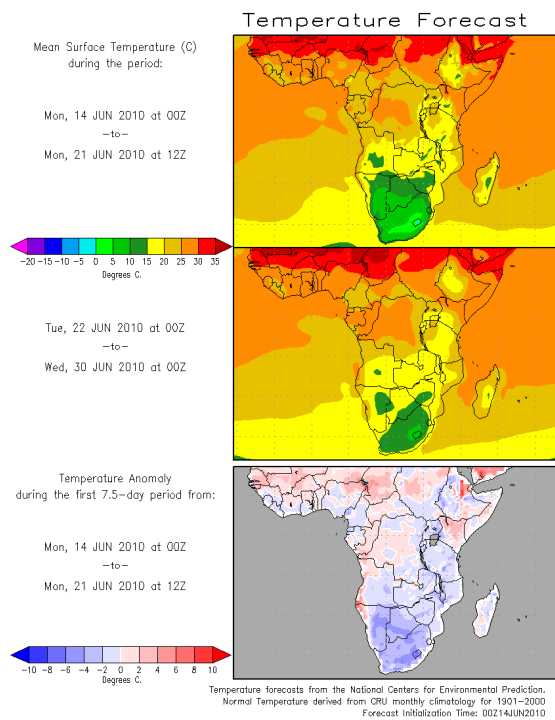 Temperature Forecast
Mean Surface Temperature (C)
during the period:
Mon, 14 JUN 2010 at 00Z
-to-
Mon, 21 JUN 2010 at 12Z
-20 -15 -10 -5 0 5 10 15 20 25 30 35
Degrees C.
Tue, 22 JUN 2010 at 00Z
-to-
Wed, 30 JUN 2010 at 00Z
Temperature Anomaly
during the first 7.5-day period from:
Mon, 14 JUN 2010 at 00Z
-to-
Mon, 21 JUN 2010 at 12Z
-10 -8 -6 -4 -2 0 2 4 6 8 10
Degrees C.
Temperature forecasts from the National Centers for Environmental Prediction.
Normal Temperature derived from CRU monthly climatology for 1901-2000
Forecast Initialization Time: 00Z14JUN2010